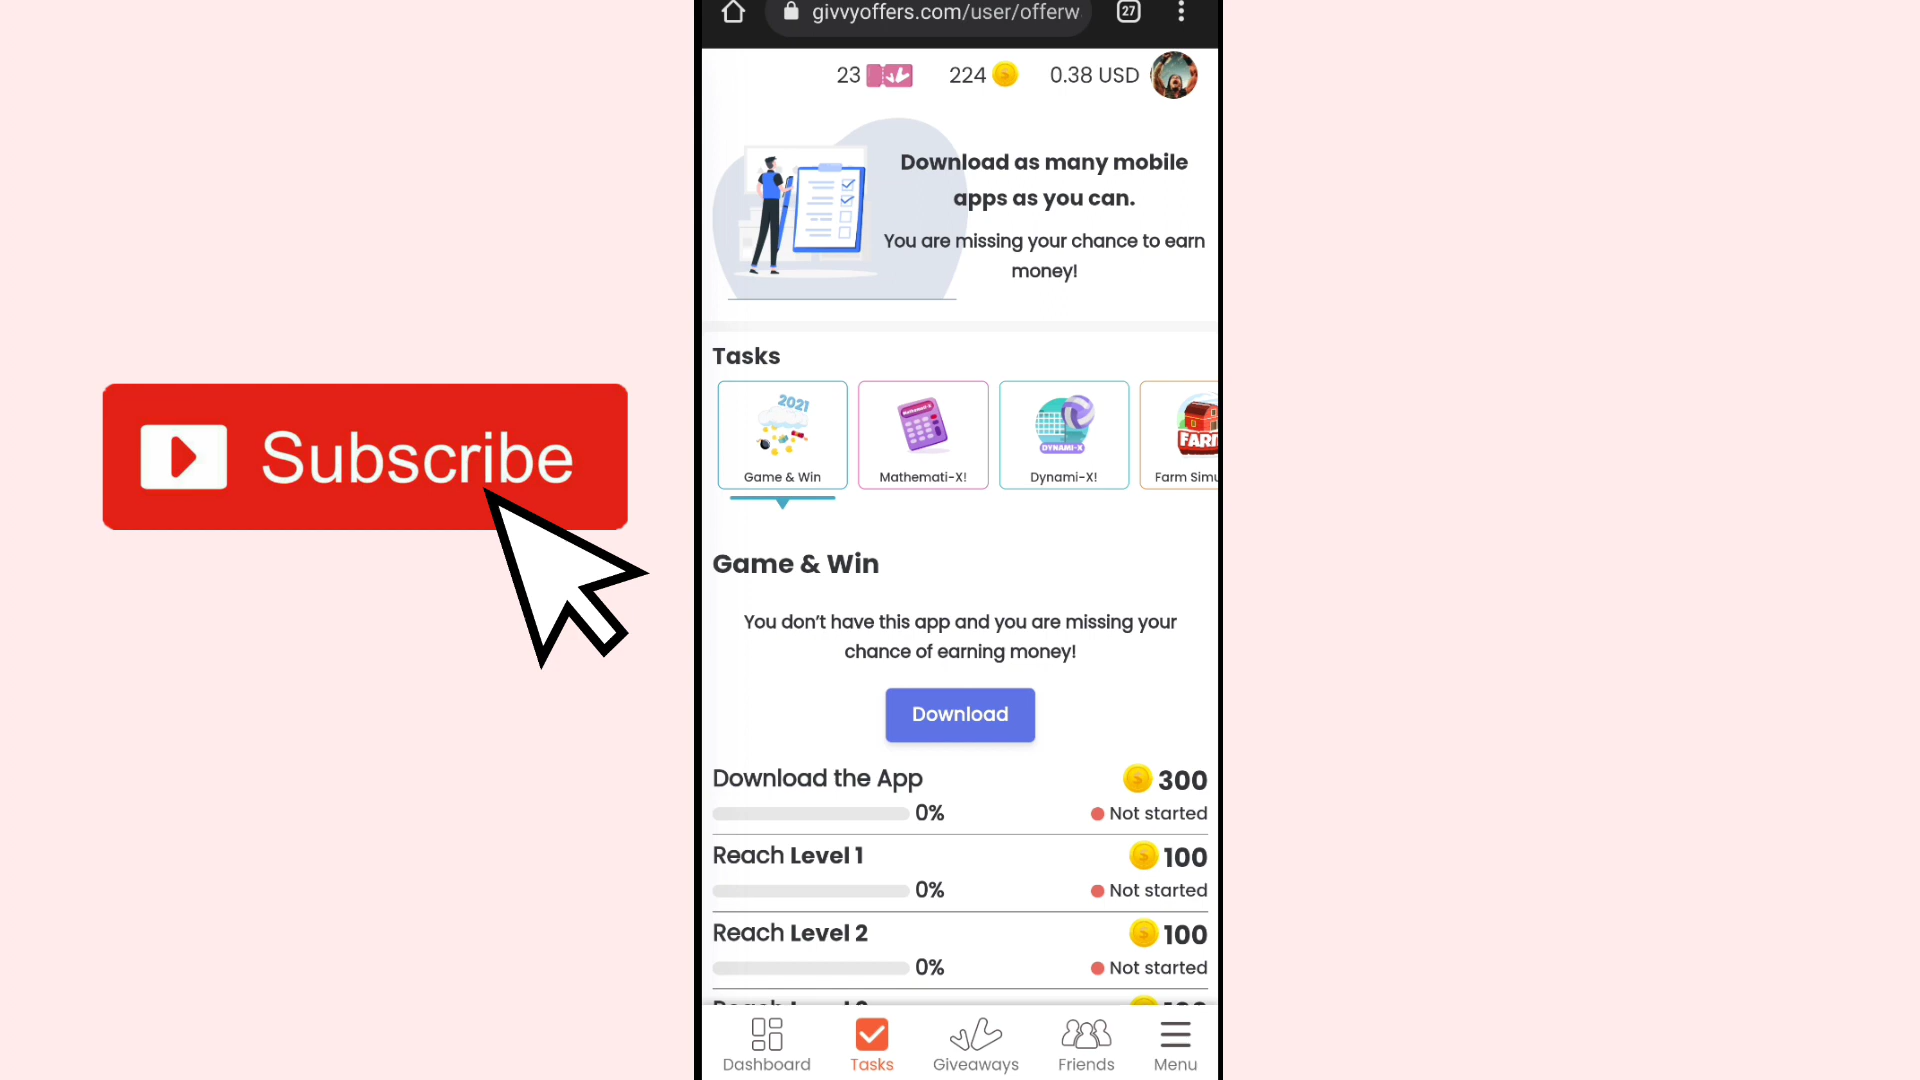 givvyoffers.com/user/offerw
27
23
224
0.38 USD
Download as many mobile
apps as you can.
You are missing your chance to earn
money!
Tasks
2021
Game & Win
Mathemati-X!
Mathemati-X!
DYNAMI-X
Dynami-X!
FARM
Farm Simu
Game & Win
You don't have this app and you are missing your
chance of earning money!
Download
Download the App
300
0%
Not started
Reach Level 1
100
0%
Not started
Reach Level 2
100
0%
Not started
Dashboard
Tasks
Giveaways
Friends
Menu
Subscribe